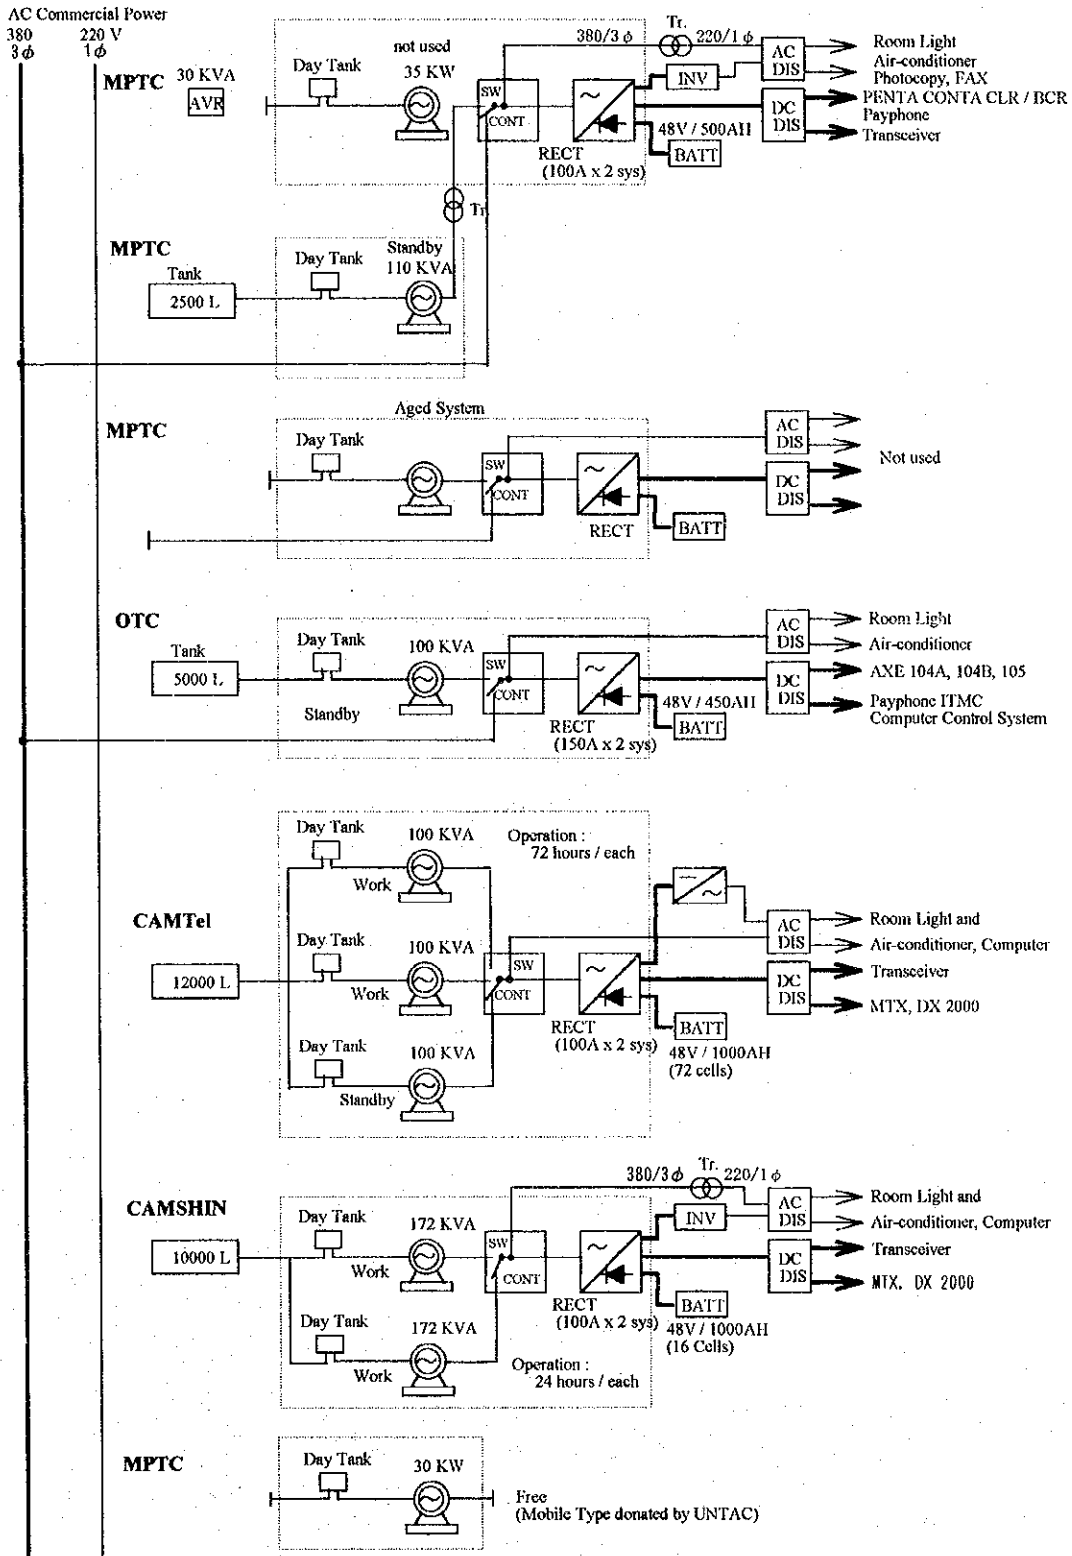 AC Commercial Power
380 220 V
3ϕ 1ϕ
MPTC
30 KVA
AVR
Day Tank
not used
35 KW
SW
CONT
380/3 ϕ
Tr.
220/1 ϕ
INV
RECT
(100A x 2 sys)
48V / 500AH
BATT
AC
DIS
DC
DIS
Room Light
Air-conditioner
Photocopy, FAX
PENTA CONTA CLR / BCR
Payphone
Transceiver
Tr.
MPTC
Tank
2500 L
Day Tank
Standby
110 KVA
MPTC
Aged System
Day Tank
SW
CONT
RECT
BATT
AC
DIS
DC
DIS
Not used
OTC
Tank
5000 L
Day Tank
Standby
100 KVA
SW
CONT
RECT
(150A x 2 sys)
48V / 450AH
BATT
AC
DIS
DC
DIS
Room Light
Air-conditioner
AXE 104A, 104B, 105
Payphone ITMC
Computer Control System
CAMTel
12000 L
Day Tank
100 KVA
Work
Operation :
72 hours / each
Day Tank
100 KVA
Work
Day Tank
100 KVA
Standby
SW
CONT
RECT
(100A x 2 sys)
BATT
48V / 1000AH
(72 cells)
AC
DIS
DC
DIS
Room Light and
Air-conditioner, Computer
Transceiver
MTX, DX 2000
CAMSHIN
10000 L
Day Tank
172 KVA
Work
Day Tank
172 KVA
Work
Operation :
24 hours / each
SW
CONT
380/3 ϕ
Tr.
220/1 ϕ
INV
RECT
(100A x 2 sys)
BATT
48V / 1000AH
(16 Cells)
AC
DIS
DC
DIS
Room Light and
Air-conditioner, Computer
Transceiver
MTX, DX 2000
MPTC
Day Tank
30 KW
Free
(Mobile Type donated by UNTAC)